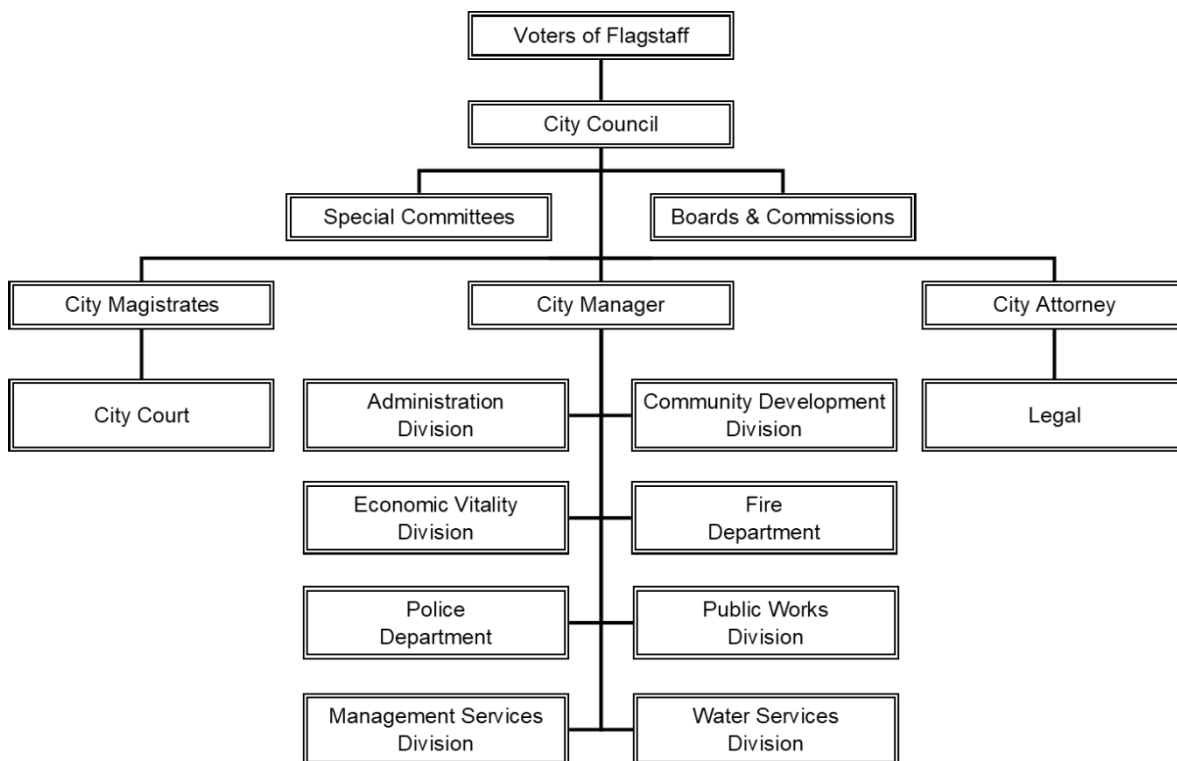 Voters of Flagstaff
City Council
Special Committees
Boards & Commissions
City Magistrates
City Manager
City Attorney
City Court
Administration
Division
Community Development
Division
Legal
Economic Vitality
Division
Fire
Department
Police
Department
Public Works
Division
Management Services
Division
Water Services
Division